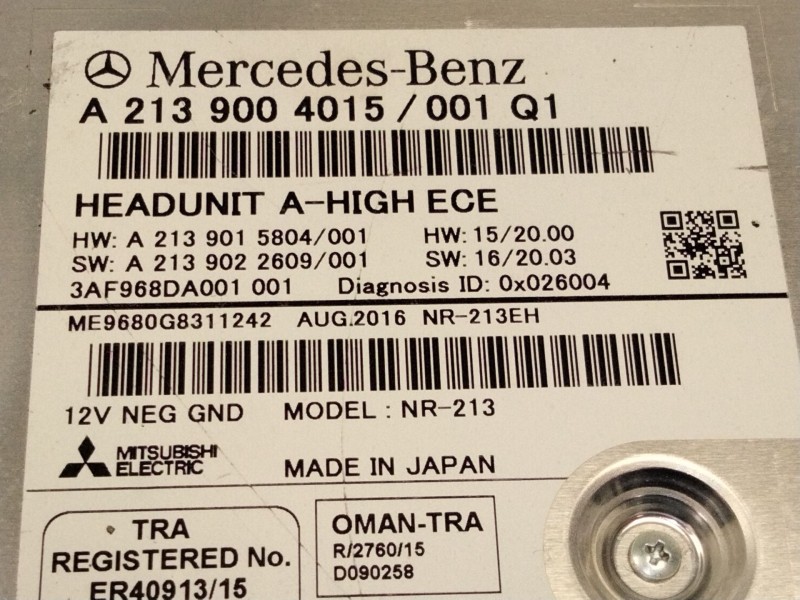 Mercedes-Benz
A 213 900 4015 / 001 Q1
HEADUNIT A-HIGH ECE
HW: A 213 901 5804/001 HW: 15/20.00
SW: A 213 902 2609/001 SW: 16/20.03
3AF968DA001 001 Diagnosis ID: 0x026004
ME9680G8311242 AUG.2016 NR-213EH
12V NEG GND MODEL : NR-213
MITSUBISHI
ELECTRIC
MADE IN JAPAN
TRA
REGISTERED No.
ER40913/15
OMAN-TRA
R/2760/15
D090258